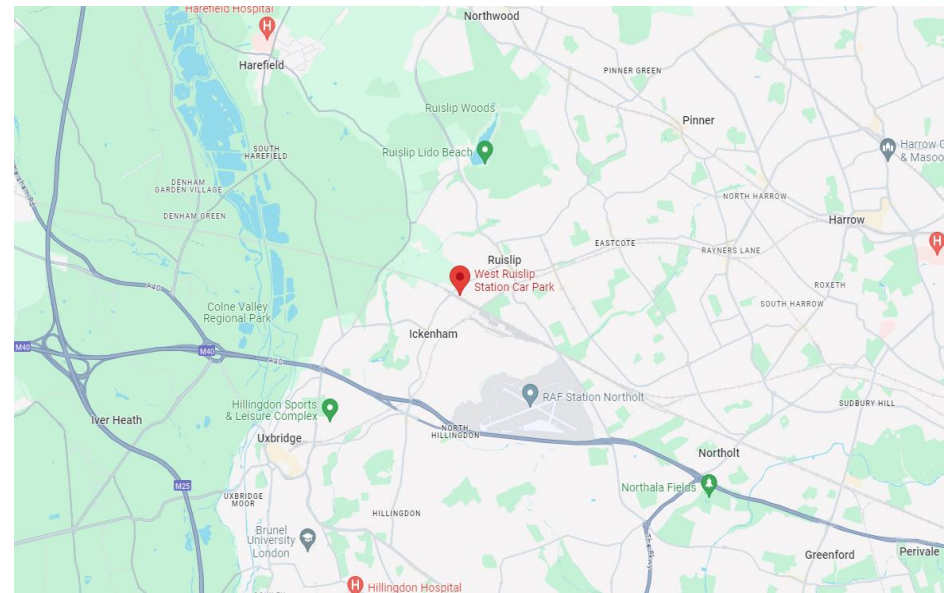 Harefield Hospital
H
Northwood
Harefield
PINNER GREEN
Ruislip Woods
Pinner
Ruislip Lido Beach
SOUTH
HAREFIELD
DENHAM
GARDEN VILLAGE
NORTH HARROW
DENHAM GREEN
Harrow
EASTCOTE
H
RAYNERS LANE
Ruislip
West Ruislip
Station Car Park
A40
ROXETH
SOUTH HARROW
Colne Valley
Regional Park
Ickenham
M40
M40
A40
RAF Station Northolt
Hillingdon Sports
& Leisure Complex
SUDBURY HILL
Iver Heath
NORTH
HILLINGDON
Uxbridge
Northolt
M25
Northala Fields
UXBRIDGE
MOOR
HILLINGDON
Brunel
University
London
The Pkwy
Greenford
Perivale
H
Hillingdon Hospital